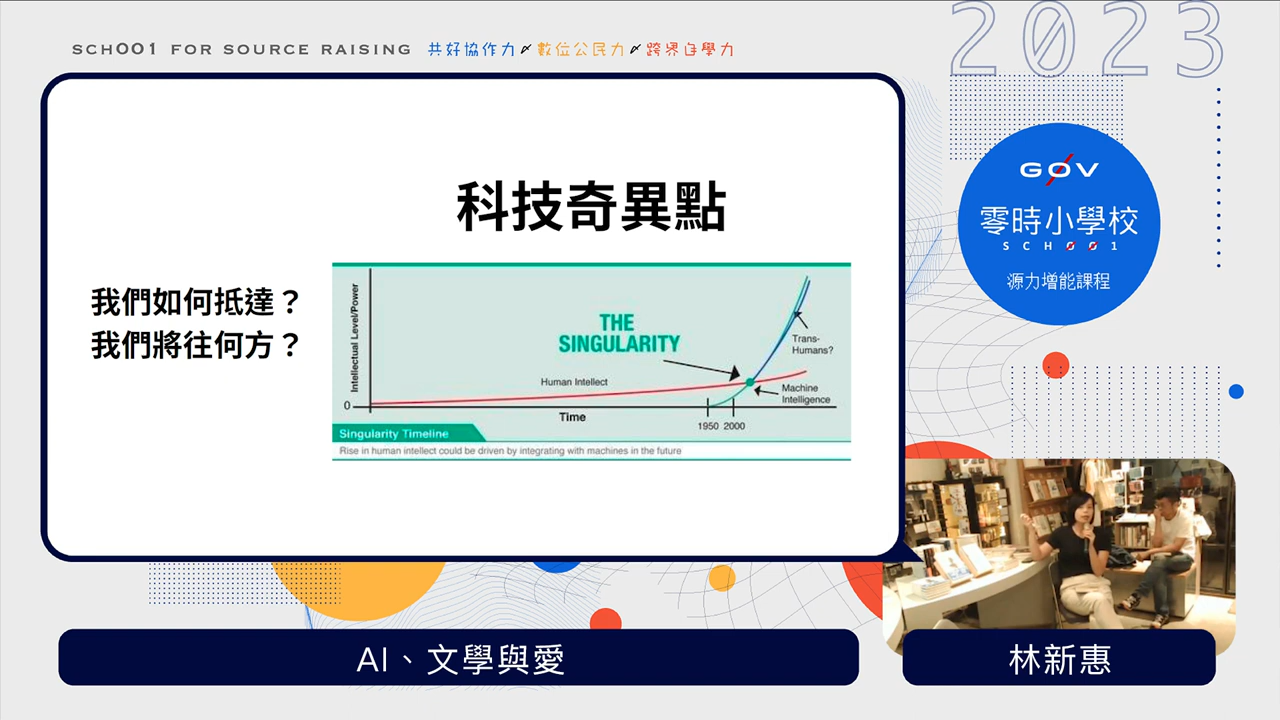 SCH001 FOR SOURCE RAISING 共好協作力 數位公民力 跨界自學力
2023
科技奇異點
我們如何抵達？
我們將往何方？
Intellectual Level/Power
THE
SINGULARITY
Trans-
Humans?
Human Intellect
Machine
Intelligence
0
Time
1950 2000
Singularity Timeline
Rise in human intellect could be driven by integrating with machines in the future
G0V
零時小學校
SCH001
源力增能課程
AI、文學與愛
林新惠